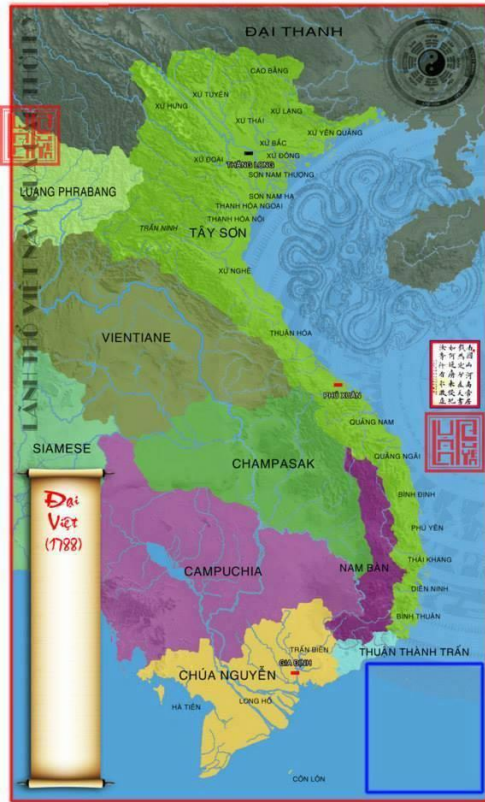 ĐẠI THANH
CAO BẰNG
XỨ TUYÊN
XỨ HƯNG
XỨ LẠNG
XỨ THÁI
XỨ YÊN QUẢNG
XỨ BẮC
XỨ ĐOÀI
XỨ ĐÔNG
THĂNG LONG
SƠN NAM THƯỢNG
LUANG PHRABANG
SƠN NAM HẠ
THANH HÓA NGOẠI
THANH HÓA NỘI
TRẤN NINH
TÂY SƠN
XỨ NGHỆ
THUẬN HÓA
VIENTIANE
PHÚ XUÂN
QUẢNG NAM
SIAMESE
CHAMPASAK
QUẢNG NGÃI
Đại
Việt
(1788)
BÌNH ĐỊNH
PHÚ YÊN
THÁI KHANG
CAMPUCHIA
NAM BÀN
DIÊN NINH
BÌNH THUẬN
TRẤN BIÊN
THUẬN THÀNH TRẤN
GIA ĐỊNH
CHÚA NGUYỄN
LONG HỒ
HÀ TIÊN
CÔN LÔN